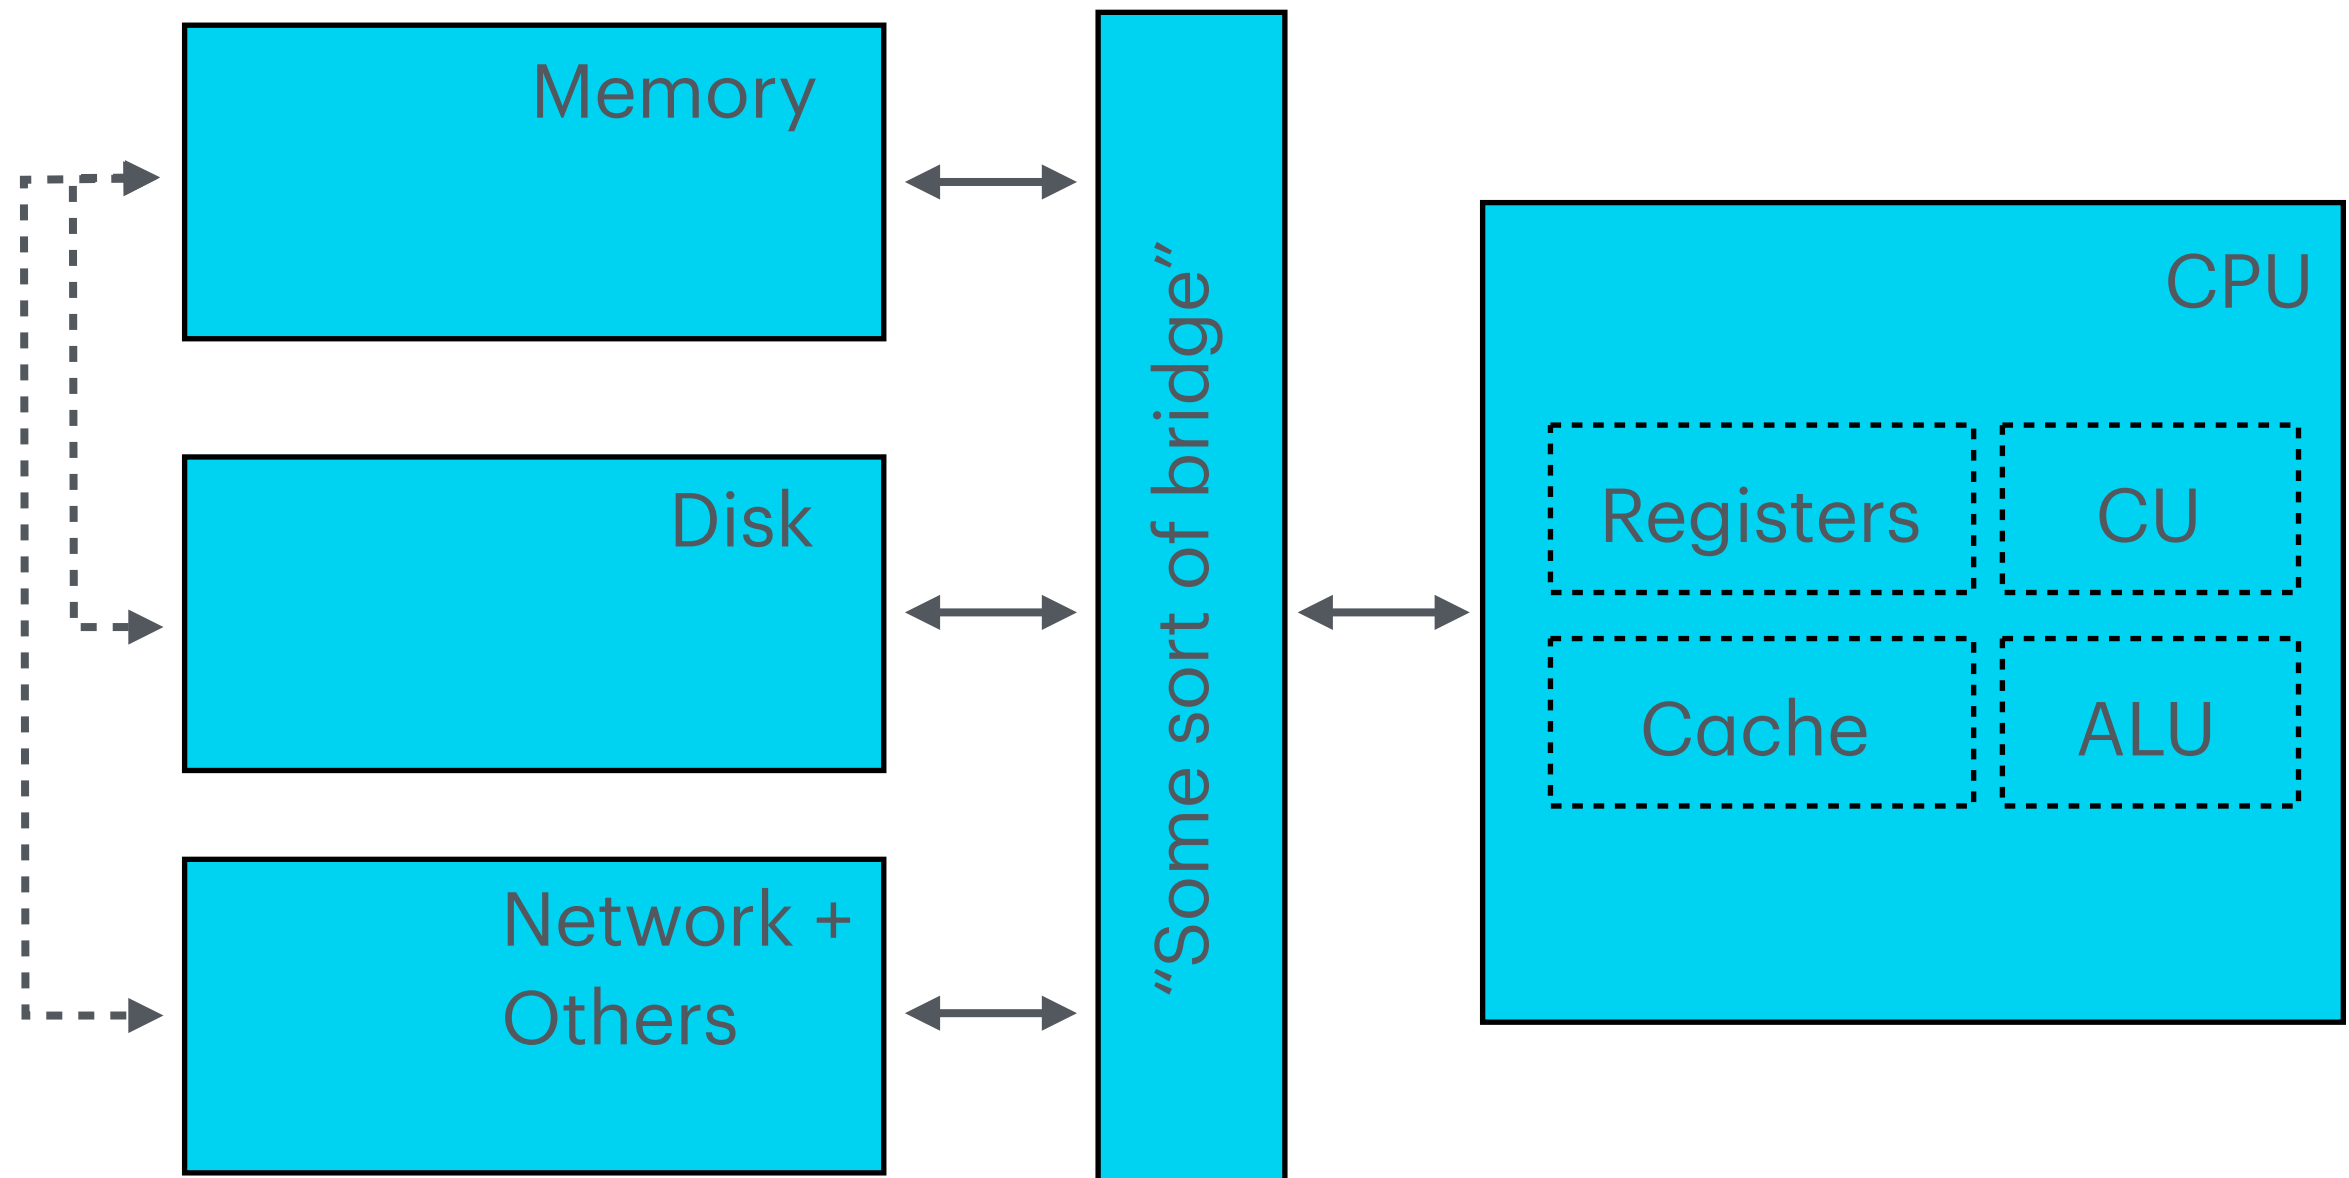 Memory
Disk
Network +
Others
“Some sort of bridge”
CPU
Registers
CU
Cache
ALU